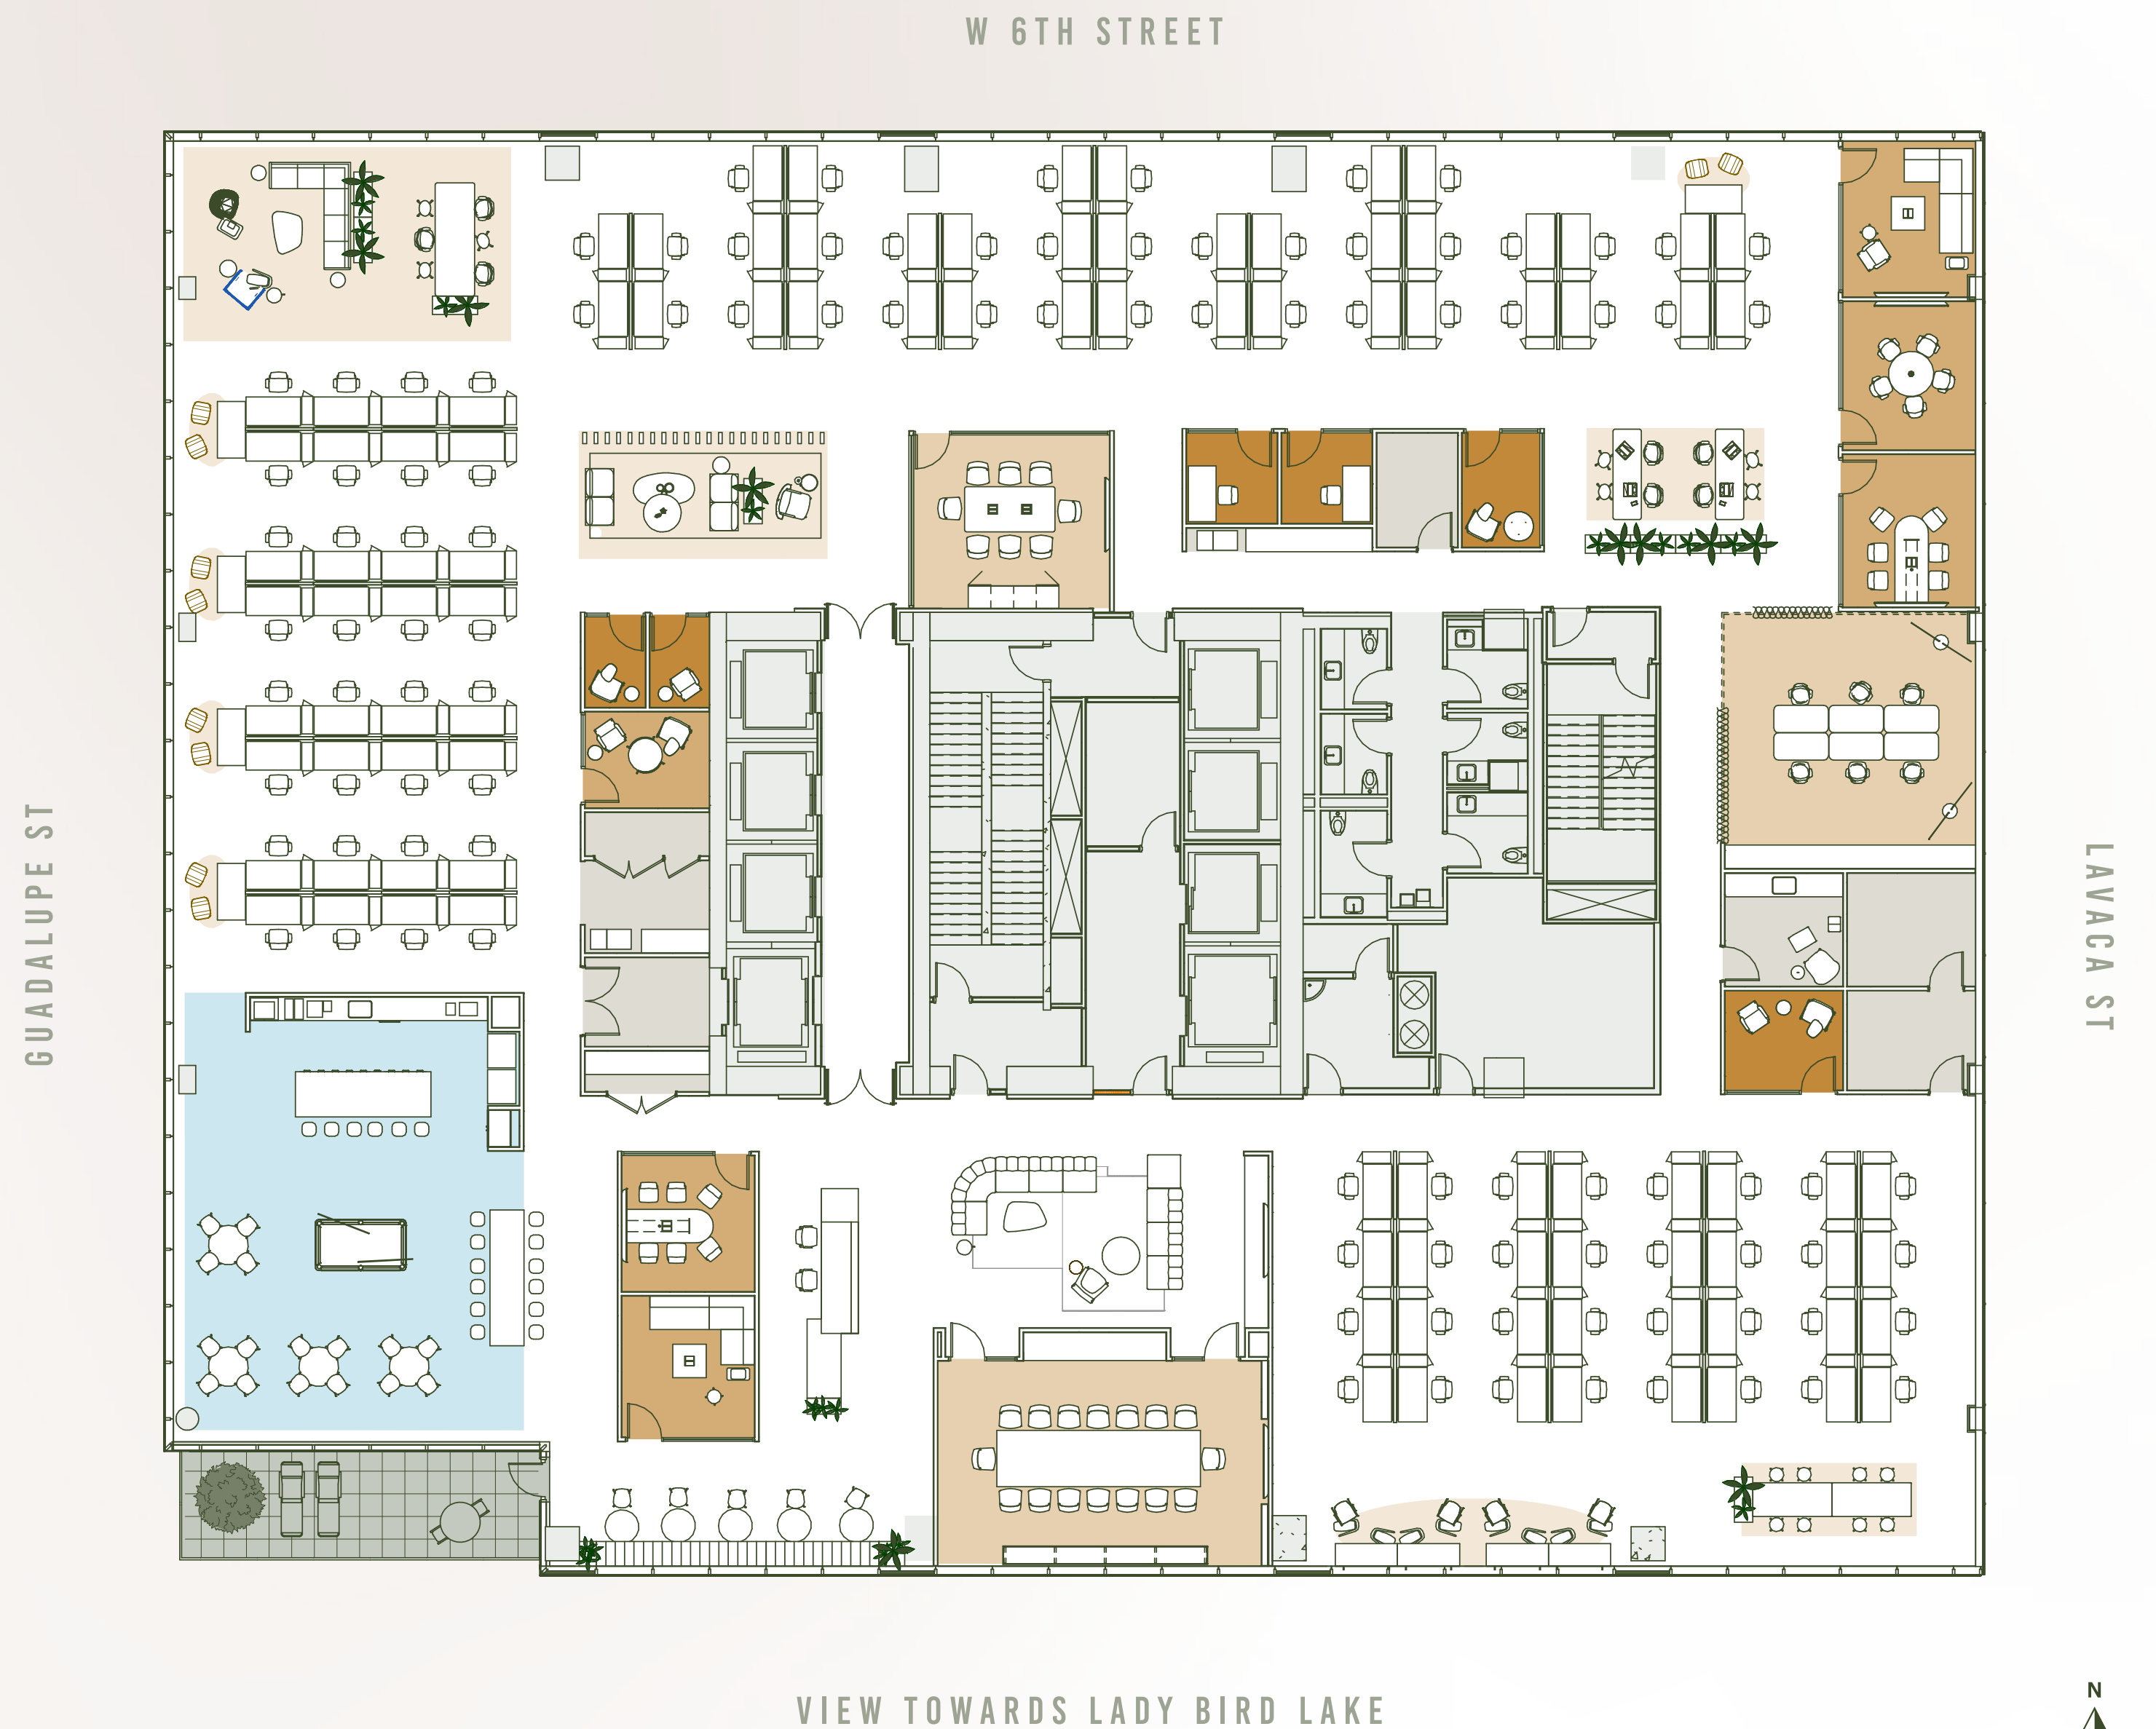 W 6TH STREET
GUADALUPE ST
LAVACA ST
VIEW TOWARDS LADY BIRD LAKE
N